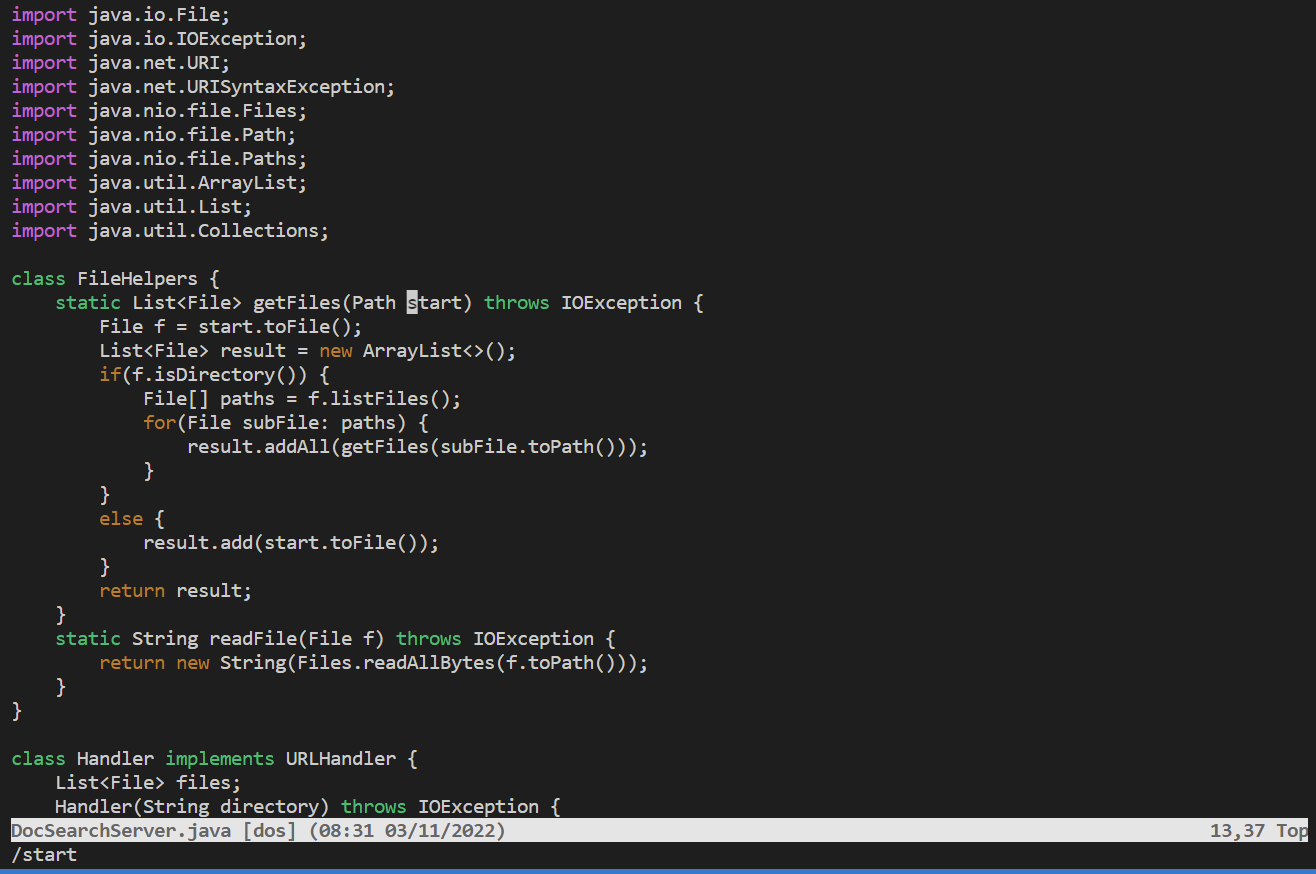 import java.io.File;
import java.io.IOException;
import java.net.URI;
import java.net.URISyntaxException;
import java.nio.file.Files;
import java.nio.file.Path;
import java.nio.file.Paths;
import java.util.ArrayList;
import java.util.List;
import java.util.Collections;

class FileHelpers {
    static List<File> getFiles(Path start) throws IOException {
        File f = start.toFile();
        List<File> result = new ArrayList<>();
        if(f.isDirectory()) {
            File[] paths = f.listFiles();
            for(File subFile: paths) {
                result.addAll(getFiles(subFile.toPath()));
            }
        }
        else {
            result.add(start.toFile());
        }
        return result;
    }
    static String readFile(File f) throws IOException {
        return new String(Files.readAllBytes(f.toPath()));
    }
}

class Handler implements URLHandler {
    List<File> files;
    Handler(String directory) throws IOException {
DocSearchServer.java [dos] (08:31 03/11/2022) 13,37 Top
/start